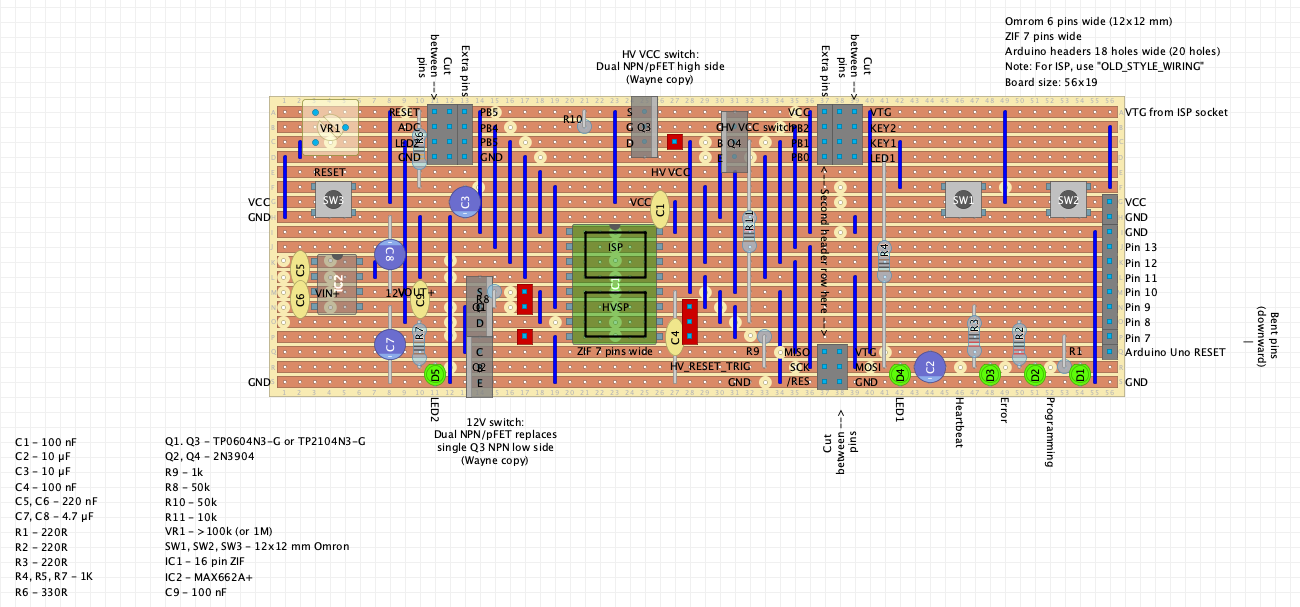 Omrom 6 pins wide (12x12 mm)
ZIF 7 pins wide
Arduino headers 18 holes wide (20 holes)
Note: For ISP, use "OLD_STYLE_WIRING"
Board size: 56x19
between -->
Cut
pins
Extra pins
HV VCC switch:
Dual NPN/pFET high side
(Wayne copy)
Extra pins
Cut
between -->
pins
VR1
RESET
ADC
LED2
GND
R6
PB5
PB4
PB3
GND
R10
S
G
D
Q3
HV VCC switch
Q4
VCC
PB2
PB1
PB0
VTG
KEY2
KEY1
LED1
VTG from ISP socket
RESET
SW3
HV VCC
VCC
GND
C3
VCC
C1
R11
<-- Second header row here -->
R4
SW1
SW2
VCC
GND
GND
Pin 13
Pin 12
Pin 11
Pin 10
Pin 9
Pin 8
Pin 7
Arduino Uno RESET
GND
Bent pins
(downward)
C8
C5
C6
VIN+
IC2
12VOUT+
C9
S
R8
Q1
D
ISP
HVSP
ZIF 7 pins wide
C7
R7
C4
R9
R3
R2
R1
C
Q2
E
HV_RESET_TRIG
GND
MISO
SCK
/RES
VTG
MOSI
GND
GND
D5
LED2
D4
C2
D3
D2
D1
LED1
Heartbeat
Error
Programming
Cut
between-->
pins
12V switch:
Dual NPN/pFET replaces
single Q3 NPN low side
(Wayne copy)
C1 - 100 nF
C2 - 10 µF
C3 - 10 µF
C4 - 100 nF
C5, C6 - 220 nF
C7, C8 - 4.7 µF
R1 - 220R
R2 - 220R
R3 - 220R
R4, R5, R7 - 1K
R6 - 330R
Q1. Q3 - TP0604N3-G or TP2104N3-G
Q2, Q4 - 2N3904
R9 - 1k
R8 - 50k
R10 - 50k
R11 - 10k
VR1 - >100k (or 1M)
SW1, SW2, SW3 - 12x12 mm Omron
IC1 - 16 pin ZIF
IC2 - MAX662A+
C9 - 100 nF